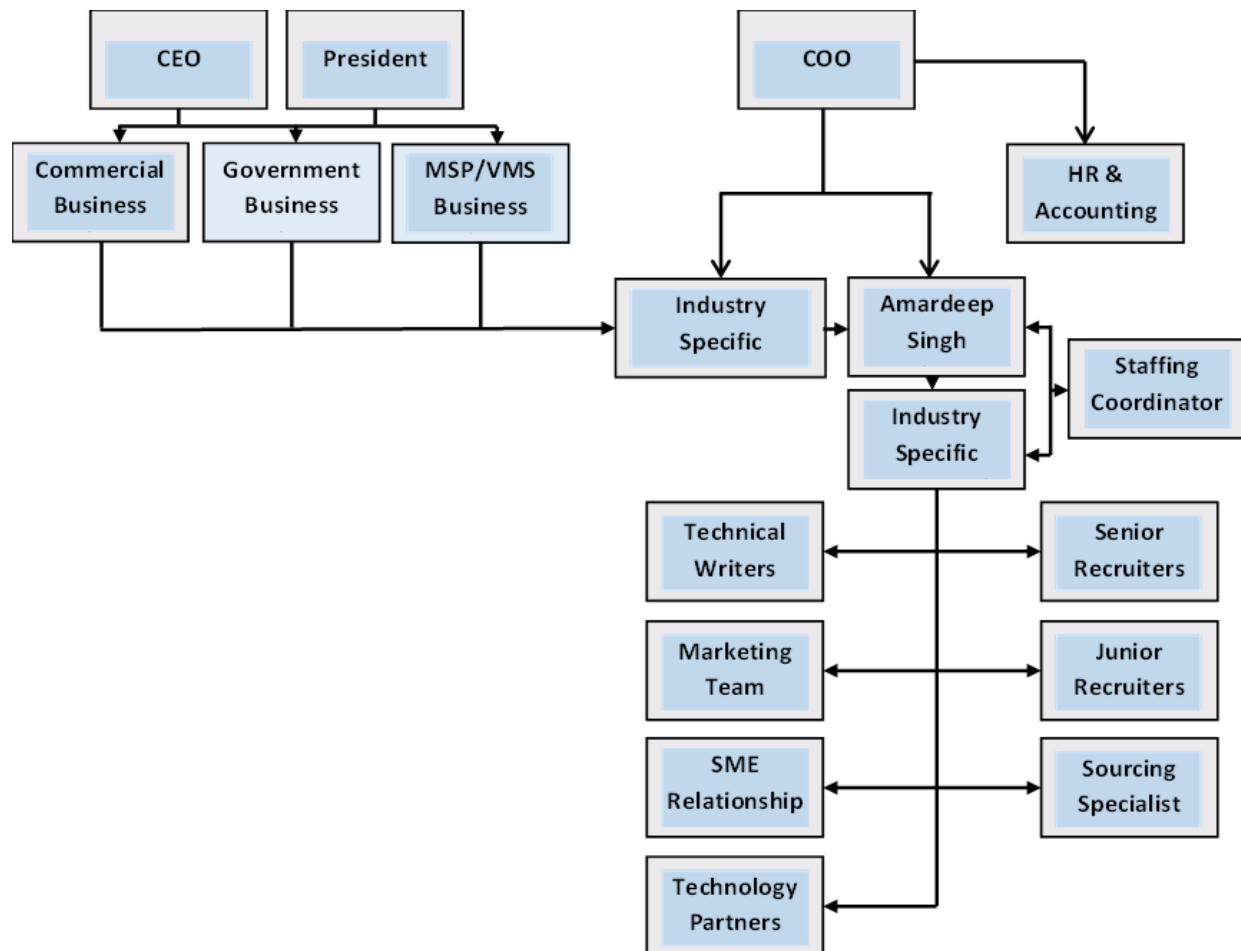 CEO
President
COO
Commercial
Business
Government
Business
MSP/VMS
Business
HR &
Accounting
Industry
Specific
Amardeep
Singh
Staffing
Coordinator
Industry
Specific
Technical
Writers
Senior
Recruiters
Marketing
Team
Junior
Recruiters
SME
Relationship
Sourcing
Specialist
Technology
Partners